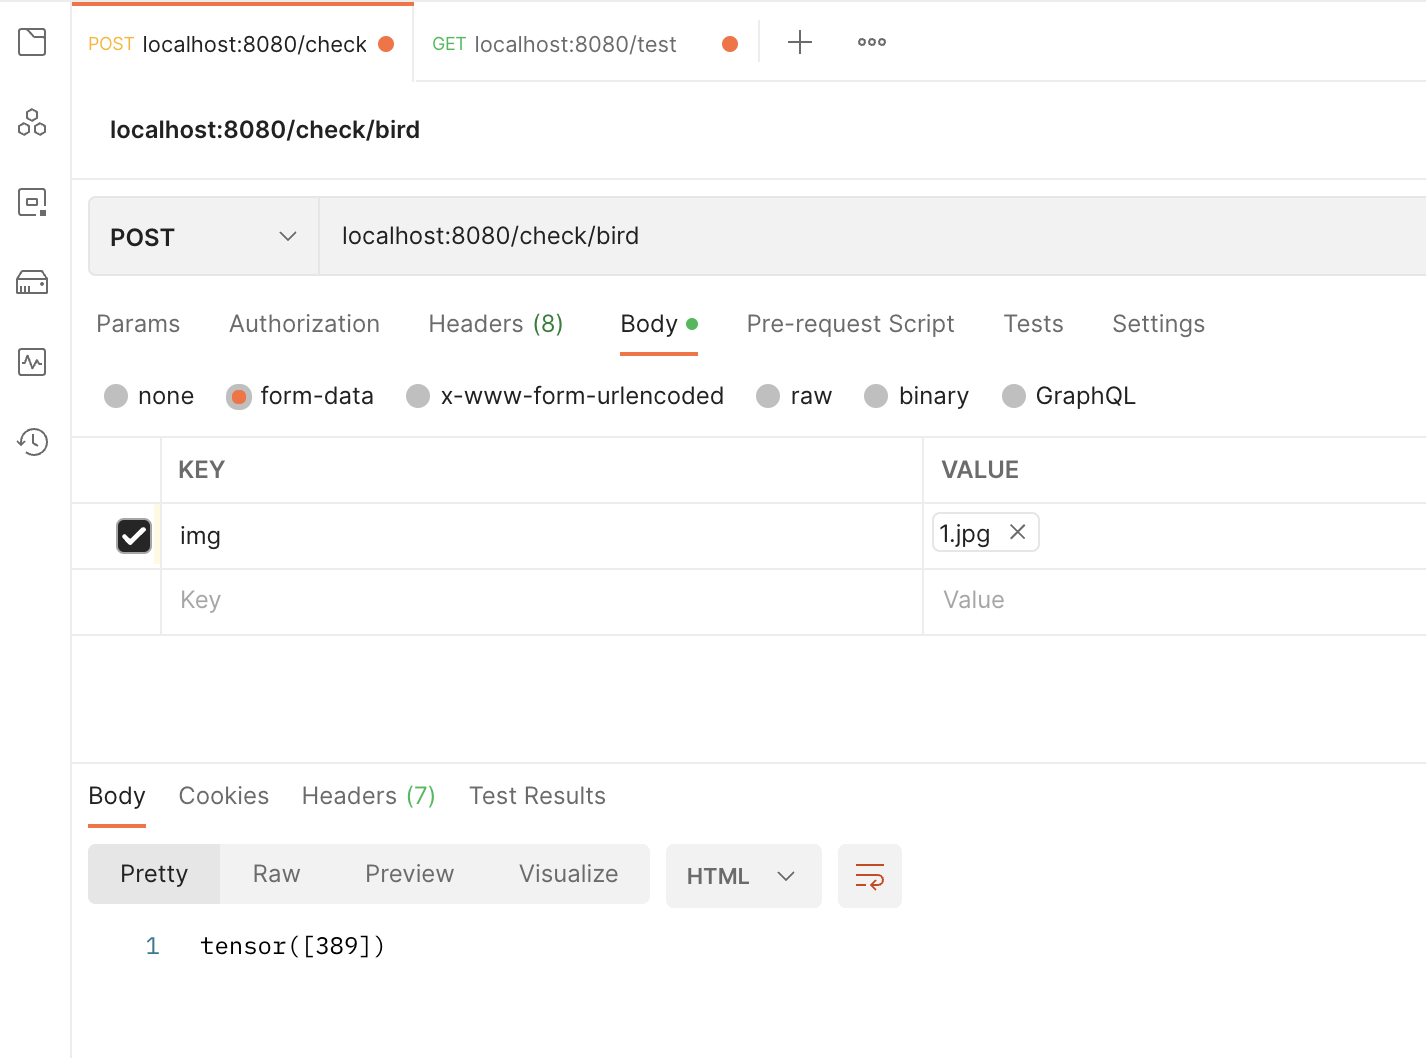 POST localhost:8080/check GET localhost:8080/test
localhost:8080/check/bird
POST localhost:8080/check/bird
Params Authorization Headers (8) Body Pre-request Script Tests Settings
none form-data x-www-form-urlencoded raw binary GraphQL
KEY VALUE
img 1.jpg
Key Value
Body Cookies Headers (7) Test Results
Pretty Raw Preview Visualize HTML
1 tensor([389])